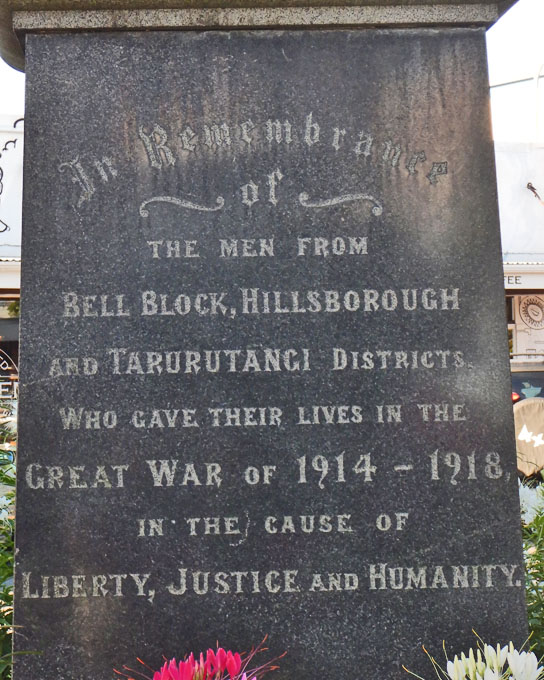 In Remembrance
of
THE MEN FROM
BELL BLOCK, HILLSBOROUGH
AND TARURUTANGI DISTRICTS.
WHO GAVE THEIR LIVES IN THE
GREAT WAR OF 1914 - 1918,
IN THE CAUSE OF
LIBERTY, JUSTICE AND HUMANITY.